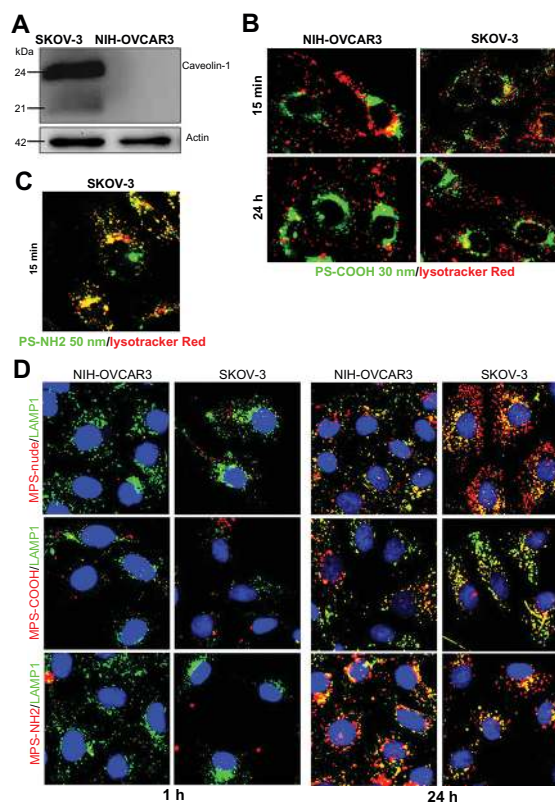 A
SKOV-3 NIH-OVCAR3
kDa
24
Caveolin-1
21
42
Actin
B
NIH-OVCAR3 SKOV-3
15 min
24 h
PS-COOH 30 nm/lysotracker Red
C
SKOV-3
15 min
PS-NH2 50 nm/lysotracker Red
D
NIH-OVCAR3 SKOV-3 NIH-OVCAR3 SKOV-3
MPS-nude/LAMP1
MPS-COOH/LAMP1
MPS-NH2/LAMP1
1 h 24 h